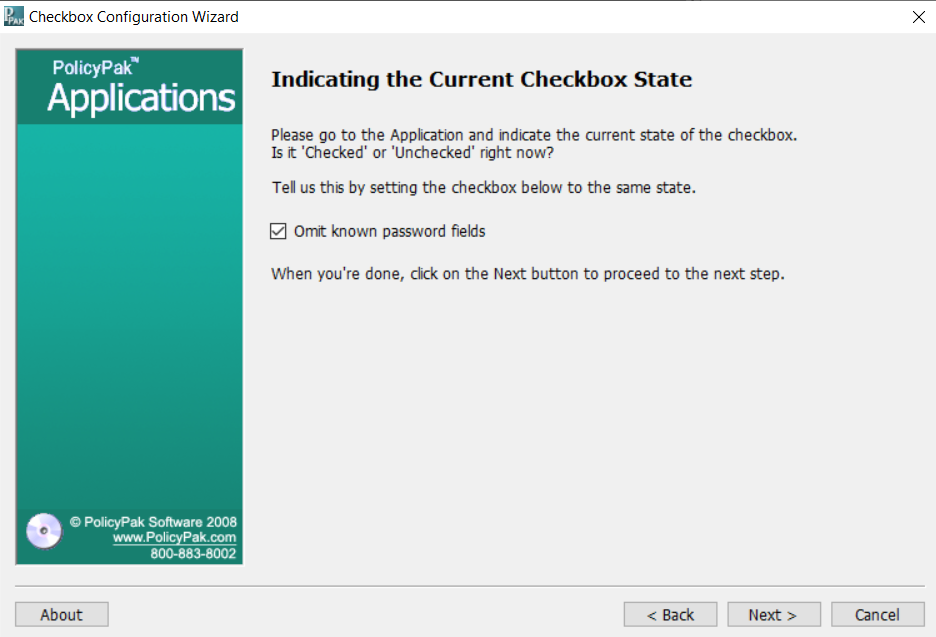 PPAK Checkbox Configuration Wizard
PolicyPak™
Applications
Indicating the Current Checkbox State
Please go to the Application and indicate the current state of the checkbox.
Is it 'Checked' or 'Unchecked' right now?
Tell us this by setting the checkbox below to the same state.
Omit known password fields
When you're done, click on the Next button to proceed to the next step.
© PolicyPak Software 2008
www.PolicyPak.com
800-883-8002
About
< Back
Next >
Cancel